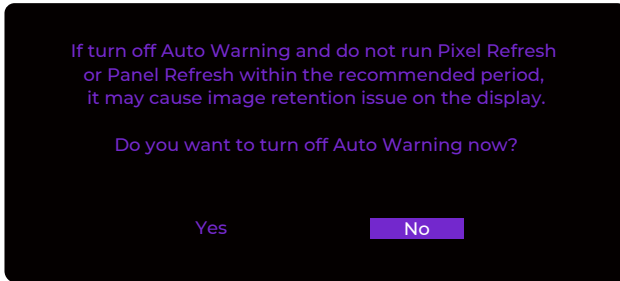 If turn off Auto Warning and do not run Pixel Refresh
or Panel Refresh within the recommended period,
it may cause image retention issue on the display.
Do you want to turn off Auto Warning now?
Yes
No